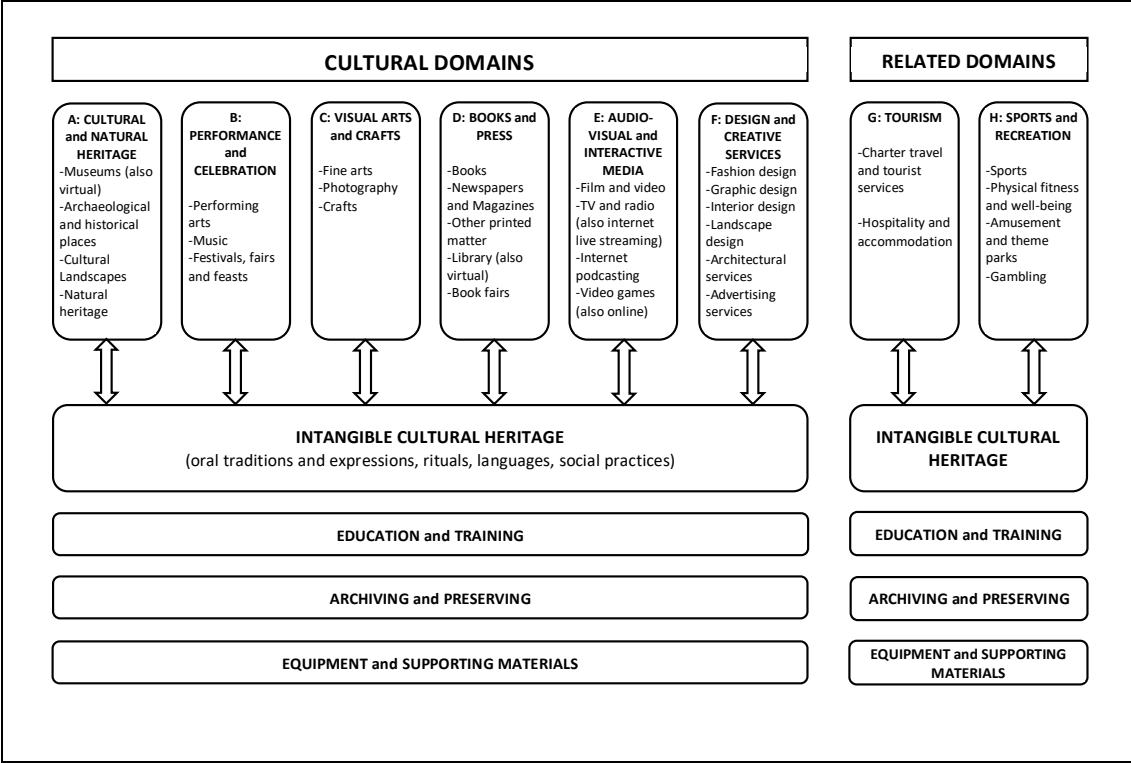 CULTURAL DOMAINS
RELATED DOMAINS
A: CULTURAL
and NATURAL
HERITAGE
-Museums (also
virtual)
-Archaeological
and historical
places
-Cultural
Landscapes
-Natural
heritage
B:
PERFORMANCE
and
CELEBRATION
-Performing
arts
-Music
-Festivals, fairs
and feasts
C: VISUAL ARTS
and CRAFTS
-Fine arts
-Photography
-Crafts
D: BOOKS and
PRESS
-Books
-Newspapers
and Magazines
-Other printed
matter
-Library (also
virtual)
-Book fairs
E: AUDIO-
VISUAL and
INTERACTIVE
MEDIA
-Film and video
-TV and radio
(also internet
live streaming)
-Internet
podcasting
-Video games
(also online)
F: DESIGN and
CREATIVE
SERVICES
-Fashion design
-Graphic design
-Interior design
-Landscape
design
-Architectural
services
-Advertising
services
G: TOURISM
-Charter travel
and tourist
services
-Hospitality and
accommodation
H: SPORTS and
RECREATION
-Sports
-Physical fitness
and well-being
-Amusement
and theme
parks
-Gambling
INTANGIBLE CULTURAL HERITAGE
(oral traditions and expressions, rituals, languages, social practices)
INTANGIBLE CULTURAL
HERITAGE
EDUCATION and TRAINING
EDUCATION and TRAINING
ARCHIVING and PRESERVING
ARCHIVING and PRESERVING
EQUIPMENT and SUPPORTING MATERIALS
EQUIPMENT and SUPPORTING
MATERIALS